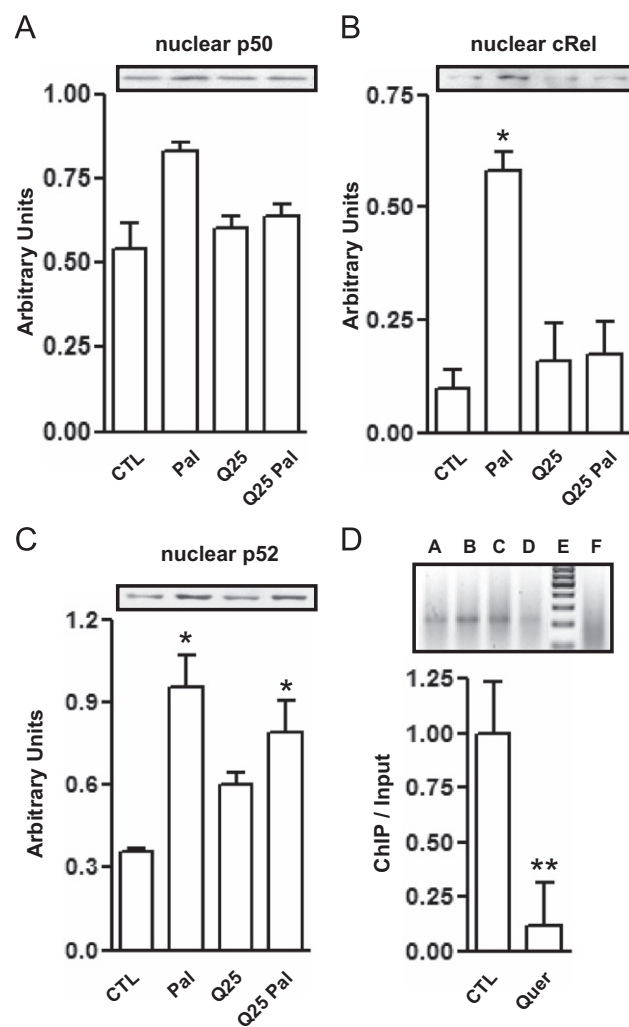 A
nuclear p50
1.00
0.75
0.50
0.25
0.00
Arbitrary Units
CTL
Pal
Q25
Q25 Pal
B
nuclear cRel
0.75
0.50
0.25
0.00
Arbitrary Units
*
CTL
Pal
Q25
Q25 Pal
C
nuclear p52
1.2
0.9
0.6
0.3
0.0
Arbitrary Units
*
*
CTL
Pal
Q25
Q25 Pal
D
A B C D E F
1.25
1.00
0.75
0.50
0.25
0.00
ChIP / Input
**
CTL
Quer